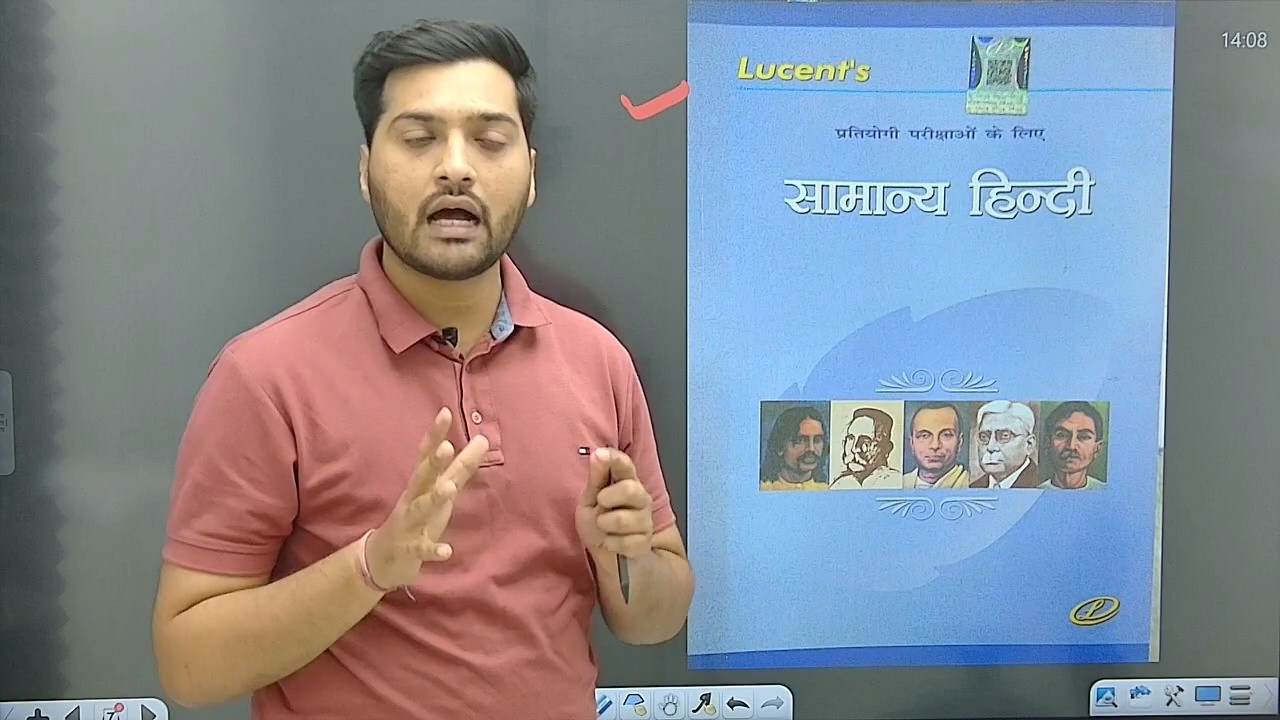 14:08
Lucent's
प्रतियोगी परीक्षाओं के लिए
सामान्य हिन्दी